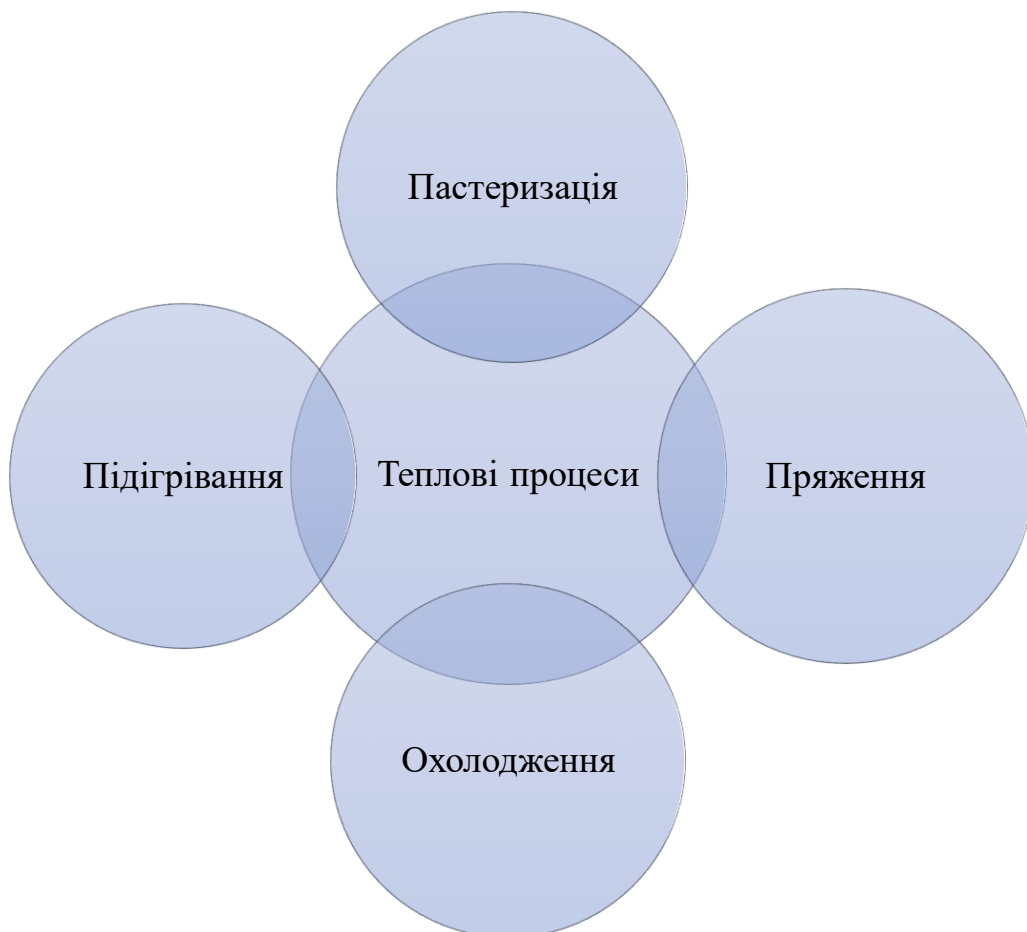 Пастеризація
Підігрівання
Теплові процеси
Пряження
Охолодження